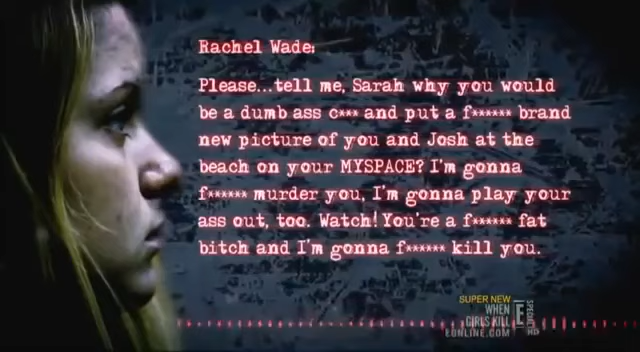 Rachel Wade:
Please...tell me, Sarah why you would
be a dumb ass c*** and put a f****** brand
new picture of you and Josh at the
beach on your MYSPACE? I'm gonna
f****** murder you, I'm gonna play your
ass out, too. Watch! You're a f****** fat
bitch and I'm gonna f****** kill you.
SUPER NEW
WHEN
GIRLS KILL
EONLINE.COM
E!
SPECIALS
HD